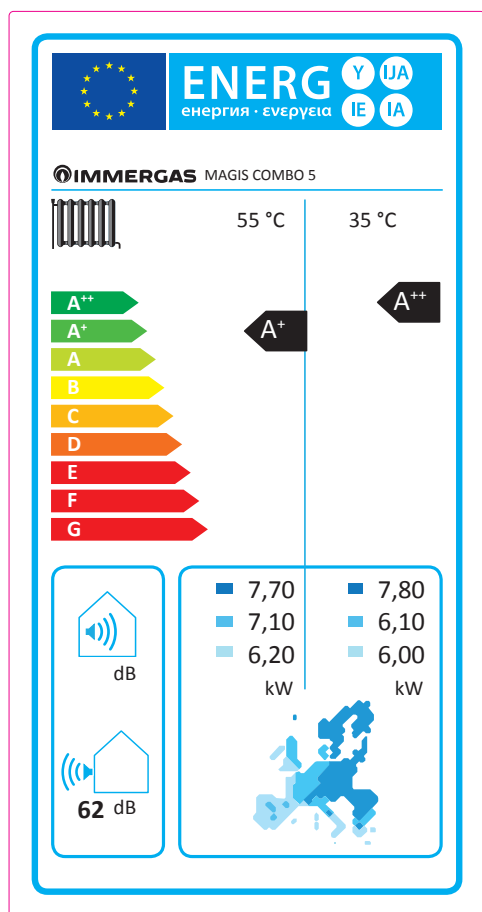 ENERG Y IJA
енергия · ενεργεια IE IA
IMMERGAS MAGIS COMBO 5
55 °C 35 °C
A++ A++
A+ A+
A
B
C
D
E
F
G
7,70 7,80
7,10 6,10
6,20 6,00
dB kW kW
62 dB